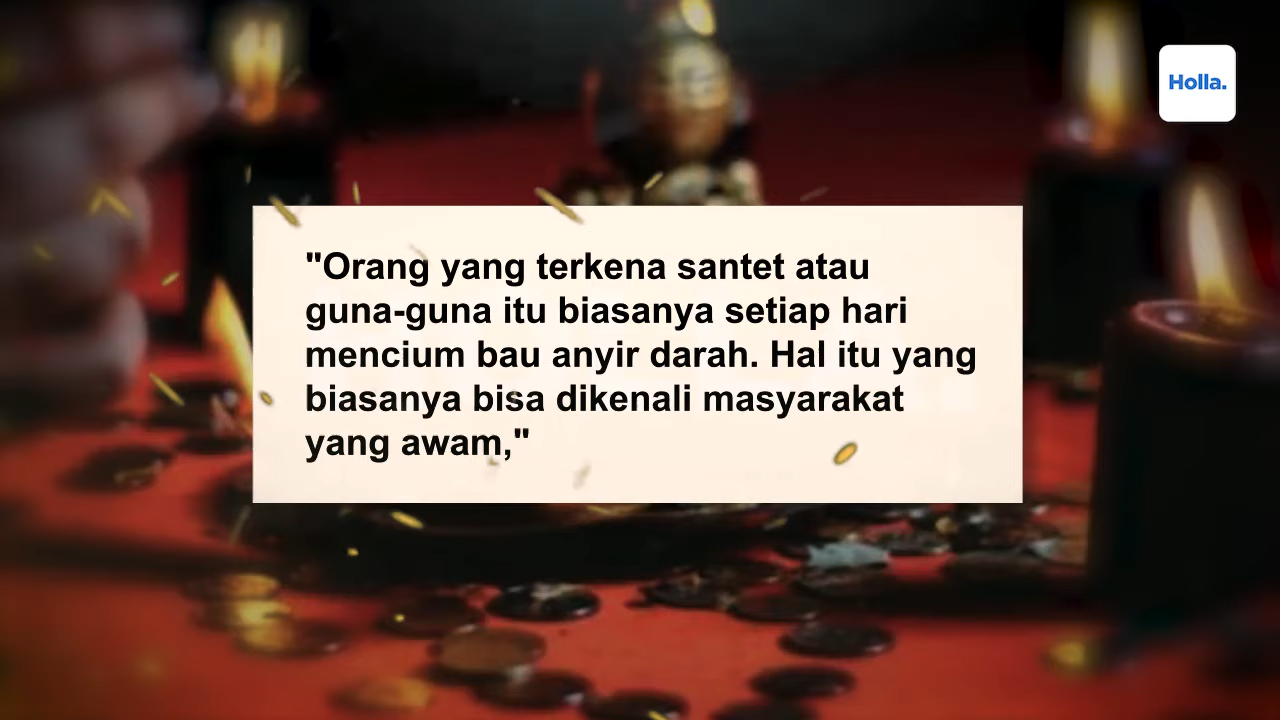 Holla.
"Orang yang terkena santet atau
guna-guna itu biasanya setiap hari
mencium bau anyir darah. Hal itu yang
biasanya bisa dikenali masyarakat
yang awam,"